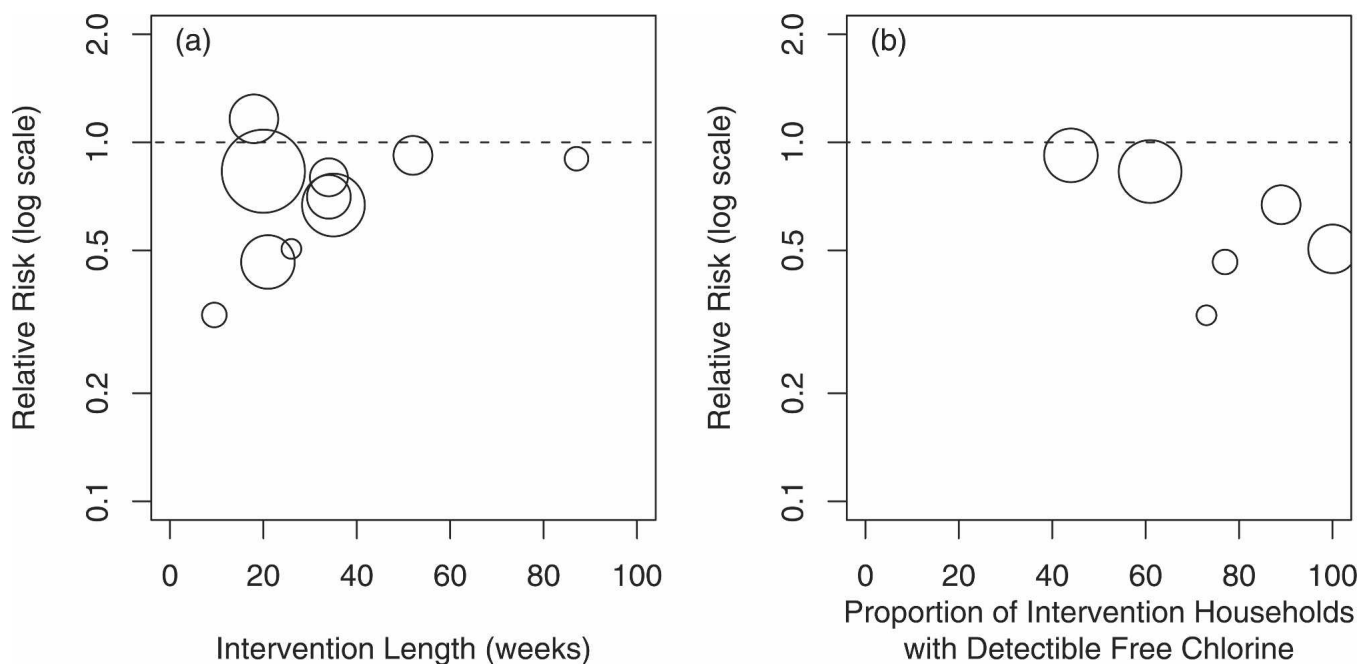 (a)
2.0
1.0
0.5
0.2
0.1
Relative Risk (log scale)
0 20 40 60 80 100
Intervention Length (weeks)
(b)
2.0
1.0
0.5
0.2
0.1
Relative Risk (log scale)
0 20 40 60 80 100
Proportion of Intervention Households
with Detectible Free Chlorine